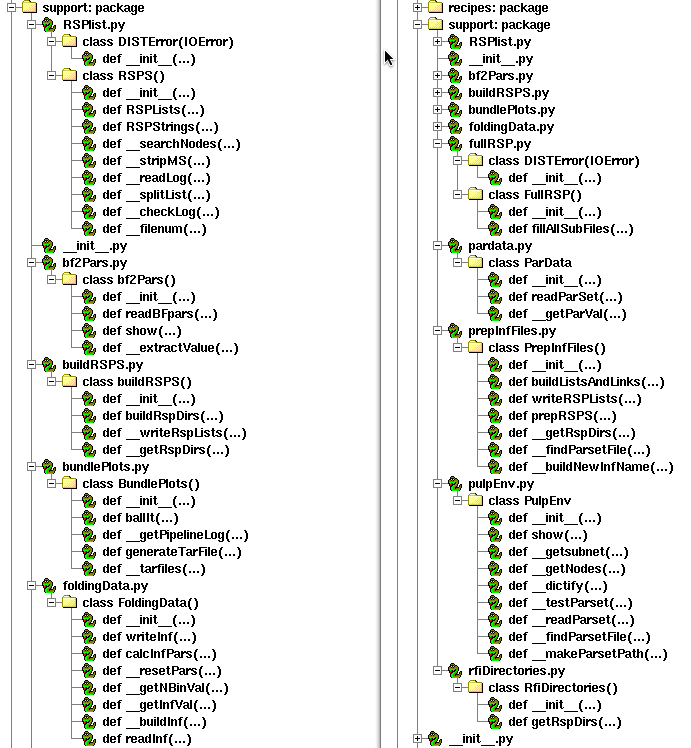 support: package
RSPlist.py
class DISTError(IOError)
def __init__(...)
class RSPS()
def __init__(...)
def RSPLists(...)
def RSPStrings(...)
def __searchNodes(...)
def __stripMS(...)
def __readLog(...)
def __splitList(...)
def __checkLog(...)
def __filenum(...)
__init__.py
bf2Pars.py
class bf2Pars()
def __init__(...)
def readBFpars(...)
def show(...)
def __extractValue(...)
buildRSPS.py
class buildRSPS()
def __init__(...)
def buildRspDirs(...)
def __writeRspLists(...)
def __getRspDirs(...)
bundlePlots.py
class BundlePlots()
def __init__(...)
def ballIt(...)
def __getPipelineLog(...)
def generateTarFile(...)
def __tarfiles(...)
foldingData.py
class FoldingData()
def __init__(...)
def writeInf(...)
def calcInfPars(...)
def __resetPars(...)
def __getNBinVal(...)
def __getInfVal(...)
def __buildInf(...)
def readInf(...)
recipes: package
support: package
RSPlist.py
__init__.py
bf2Pars.py
buildRSPS.py
bundlePlots.py
foldingData.py
fullRSP.py
class DISTError(IOError)
def __init__(...)
class FullRSP()
def __init__(...)
def fillAllSubFiles(...)
pardata.py
class ParData
def __init__(...)
def readParSet(...)
def __getParVal(...)
prepInfFiles.py
class PrepInfFiles()
def __init__(...)
def buildListsAndLinks(...)
def writeRSPLists(...)
def prepRSPS(...)
def __getRspDirs(...)
def __findParsetFile(...)
def __buildNewInfName(...)
pulpEnv.py
class PulpEnv
def __init__(...)
def show(...)
def __getsubnet(...)
def __getNodes(...)
def __dictify(...)
def __testParset(...)
def __readParset(...)
def __findParsetFile(...)
def __makeParsetPath(...)
rfiDirectories.py
class RfiDirectories()
def __init__(...)
def getRspDirs(...)
__init__.py